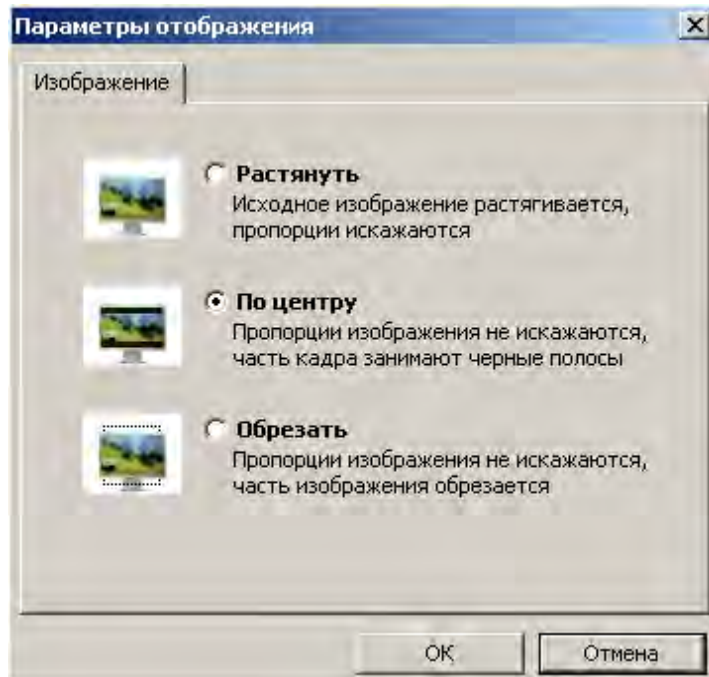 Параметры отображения
Изображение
Растянуть
Исходное изображение растягивается,
пропорции искажаются
По центру
Пропорции изображения не искажаются,
часть кадра занимают черные полосы
Обрезать
Пропорции изображения не искажаются,
часть изображения обрезается
OK
Отмена